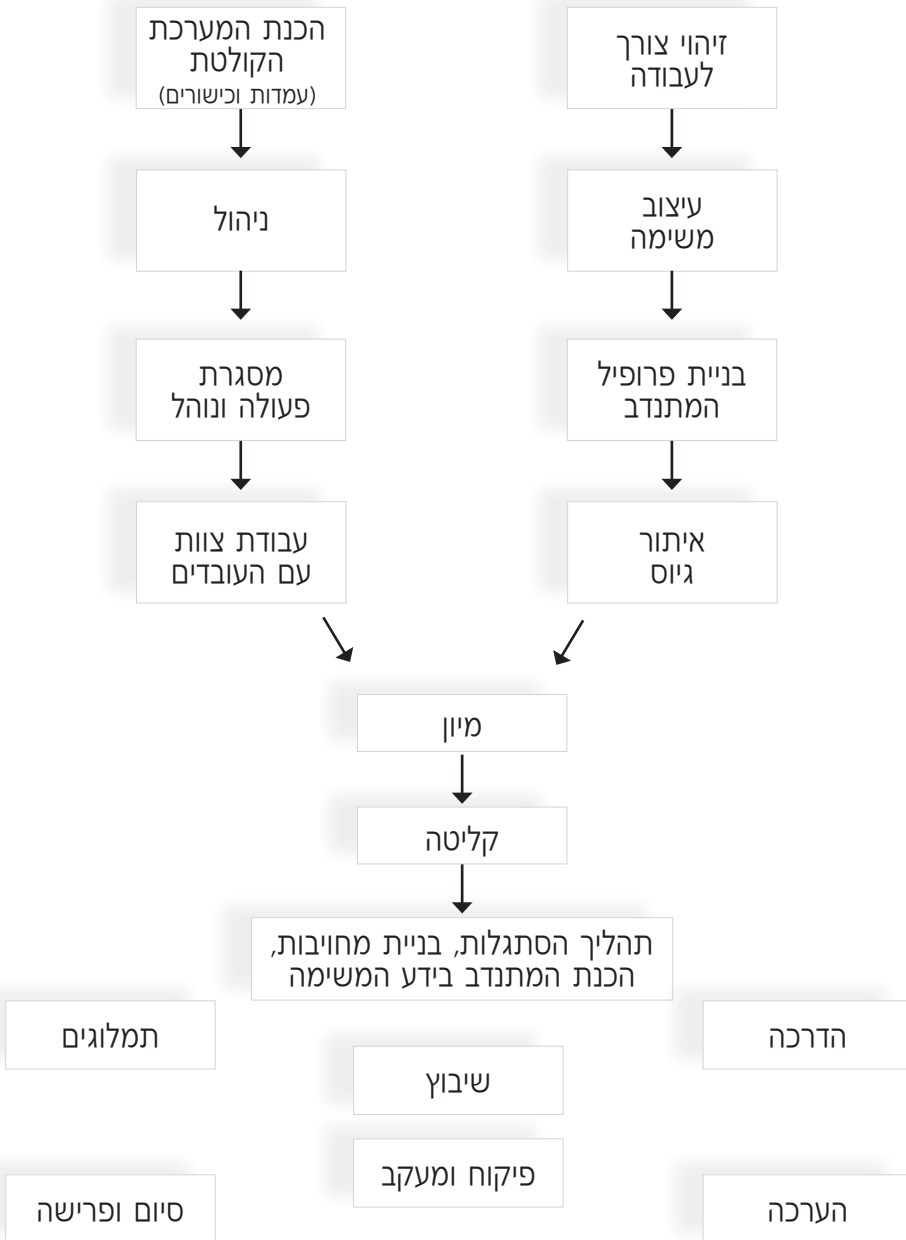 זיהוי צורך
לעבודה
עיצוב
משימה
בניית פרופיל
המתנדב
איתור
גיוס
הכנת המערכת
הקולטת
(עמדות וכישורים)
ניהול
מסגרת
פעולה ונוהל
עבודת צוות
עם העובדים
מיון
קליטה
תהליך הסתגלות, בניית מחויבות,
הכנת המתנדב בידע המשימה
הדרכה
שיבוץ
תמלוגים
הערכה
פיקוח ומעקב
סיום ופרישה